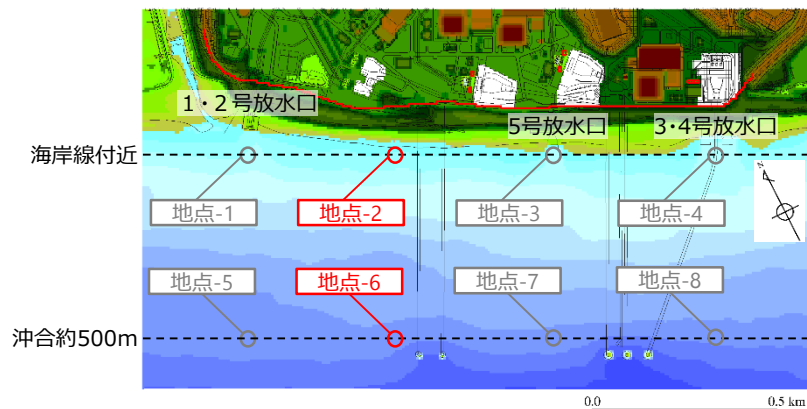 1・2号放水口
5号放水口
3・4号放水口
海岸線付近
地点-1
地点-2
地点-3
地点-4
N
地点-5
地点-6
地点-7
地点-8
沖合約500m
0.0
0.5 km